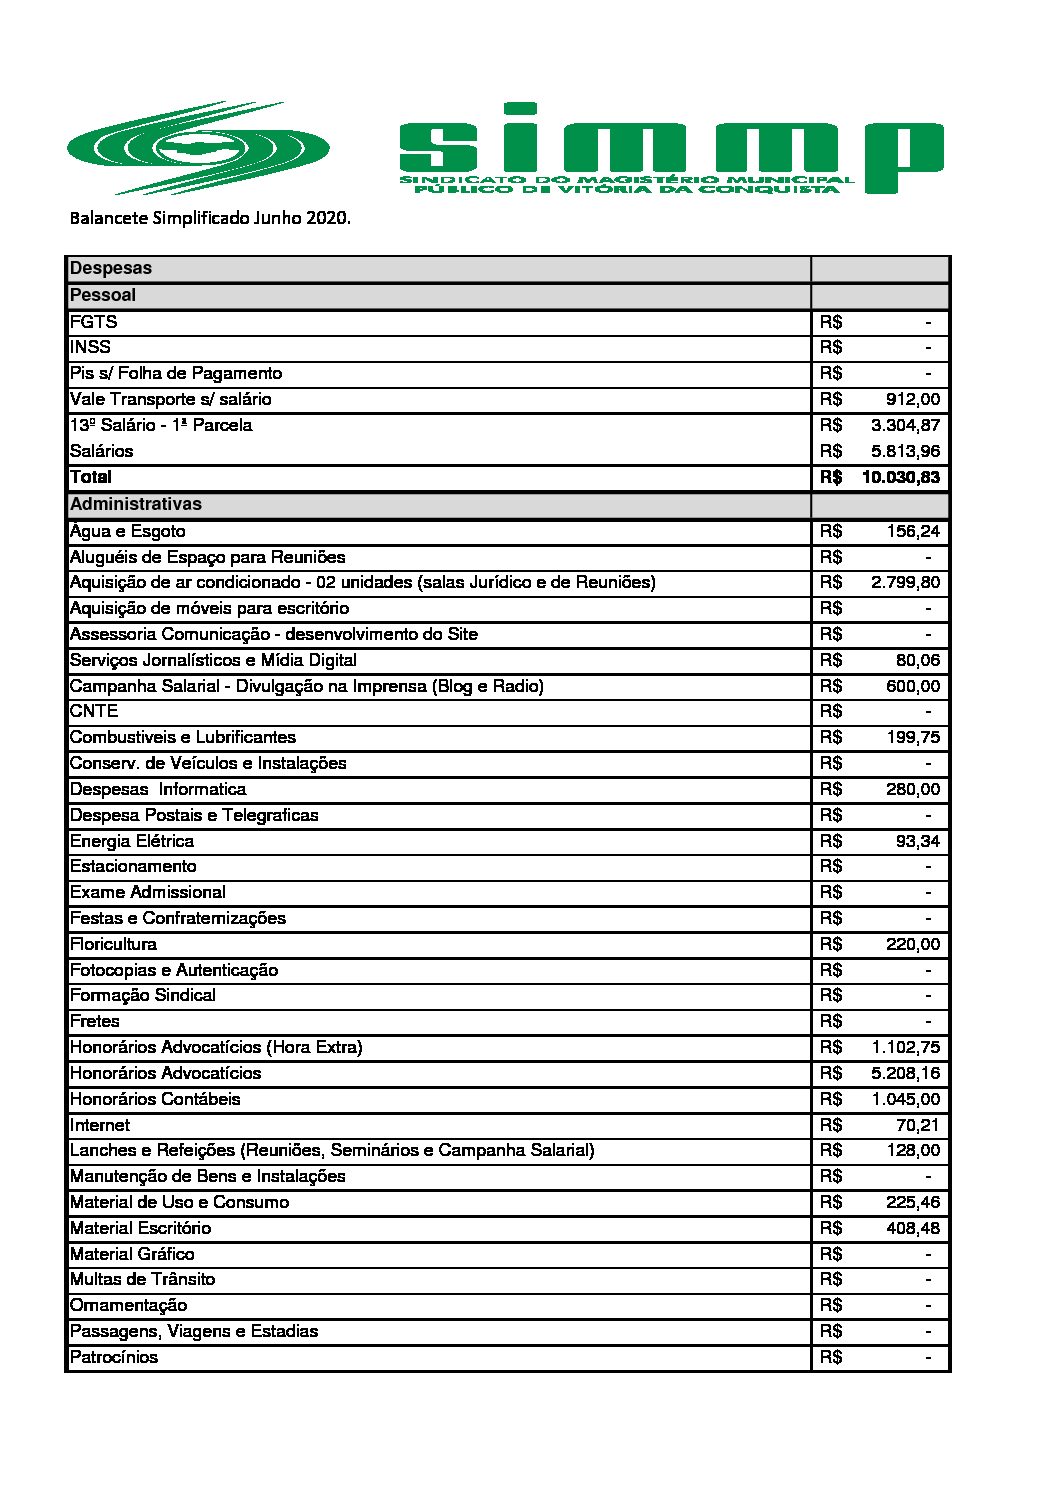 simmp
SINDICATO DO MAGISTÉRIO MUNICIPAL
PÚBLICO DE VITÓRIA DA CONQUISTA
Balancete Simplificado Junho 2020.
Despesas
Pessoal
FGTS R$ -
INSS R$ -
Pis s/ Folha de Pagamento R$ -
Vale Transporte s/ salário R$ 912,00
13º Salário - 1ª Parcela R$ 3.304,87
Salários R$ 5.813,96
Total R$ 10.030,83
Administrativas
Água e Esgoto R$ 156,24
Aluguéis de Espaço para Reuniões R$ -
Aquisição de ar condicionado - 02 unidades (salas Jurídico e de Reuniões) R$ 2.799,80
Aquisição de móveis para escritório R$ -
Assessoria Comunicação - desenvolvimento do Site R$ -
Serviços Jornalísticos e Mídia Digital R$ 80,06
Campanha Salarial - Divulgação na Imprensa (Blog e Radio) R$ 600,00
CNTE R$ -
Combustiveis e Lubrificantes R$ 199,75
Conserv. de Veículos e Instalações R$ -
Despesas  Informatica R$ 280,00
Despesa Postais e Telegraficas R$ -
Energia Elétrica R$ 93,34
Estacionamento R$ -
Exame Admissional R$ -
Festas e Confraternizações R$ -
Floricultura R$ 220,00
Fotocopias e Autenticação R$ -
Formação Sindical R$ -
Fretes R$ -
Honorários Advocatícios (Hora Extra) R$ 1.102,75
Honorários Advocatícios R$ 5.208,16
Honorários Contábeis R$ 1.045,00
Internet R$ 70,21
Lanches e Refeições (Reuniões, Seminários e Campanha Salarial) R$ 128,00
Manutenção de Bens e Instalações R$ -
Material de Uso e Consumo R$ 225,46
Material Escritório R$ 408,48
Material Gráfico R$ -
Multas de Trânsito R$ -
Ornamentação R$ -
Passagens, Viagens e Estadias R$ -
Patrocínios R$ -